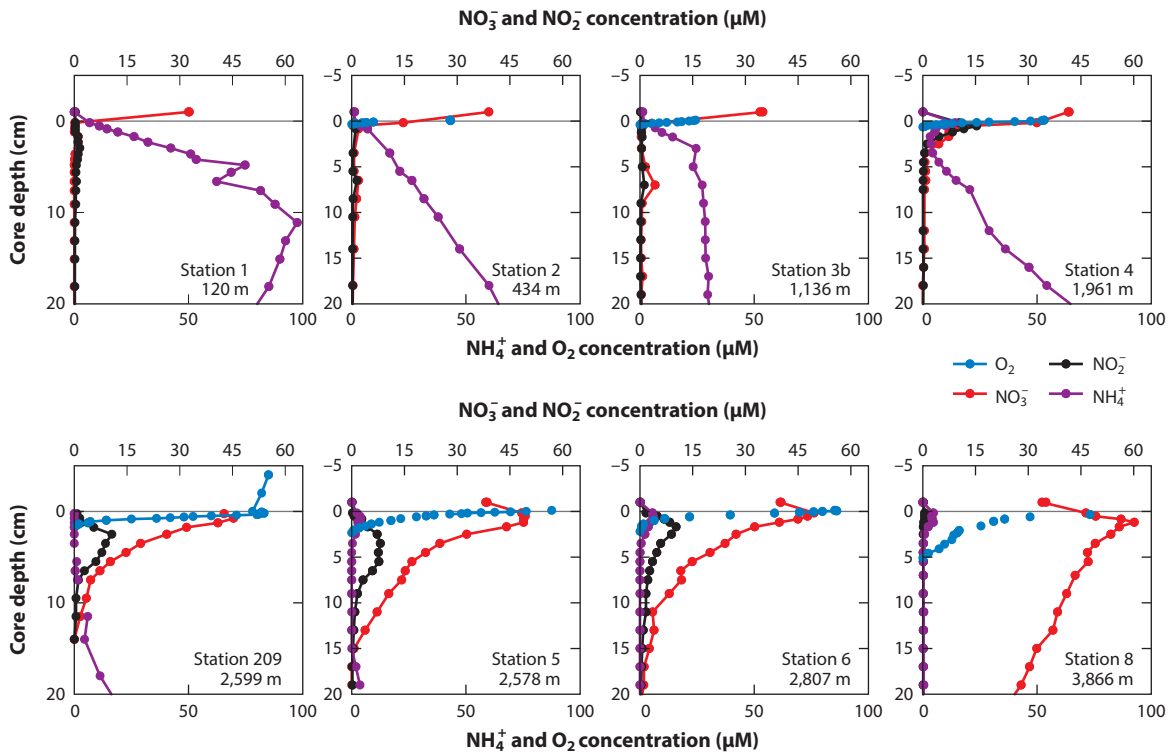 NO₃⁻ and NO₂⁻ concentration (μM)
0 15 30 45 60 0 15 30 45 60 0 15 30 45 60 0 15 30 45 60
−5 −5 −5
0 0 0 0
5 5 5 5
10 10 10 10
15 15 15 15
20 20 20 20
Core depth (cm)
Station 1
120 m
Station 2
434 m
Station 3b
1,136 m
Station 4
1,961 m
0 50 100 0 50 100 0 50 100 0 50 100
NH₄⁺ and O₂ concentration (μM)
O₂ NO₂⁻
NO₃⁻ NH₄⁺
NO₃⁻ and NO₂⁻ concentration (μM)
0 15 30 45 60 0 15 30 45 60 0 15 30 45 60 0 15 30 45 60
−5 −5 −5 −5
0 0 0 0
5 5 5 5
10 10 10 10
15 15 15 15
20 20 20 20
Core depth (cm)
Station 209
2,599 m
Station 5
2,578 m
Station 6
2,807 m
Station 8
3,866 m
0 50 100 0 50 100 0 50 100 0 50 100
NH₄⁺ and O₂ concentration (μM)